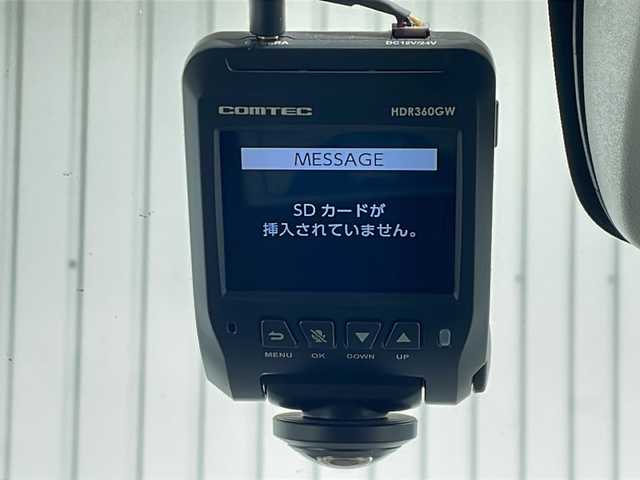 DC12V/24V
COMTEC HDR360GW
MESSAGE
SD カードが
挿入されていません。
MENU OK DOWN UP